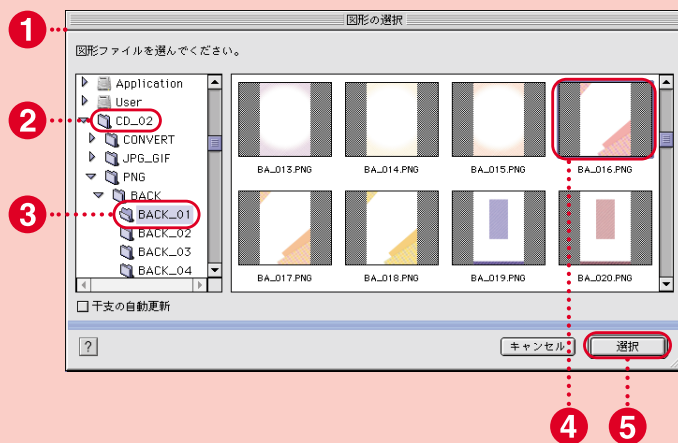 1
図形の選択
図形ファイルを選んでください。
Application
User
2
CD_02
CONVERT
JPG_GIF
PNG
BACK
3
BACK_01
BACK_02
BACK_03
BACK_04
BA_013.PNG
BA_014.PNG
BA_015.PNG
BA_016.PNG
BA_017.PNG
BA_018.PNG
BA_019.PNG
BA_020.PNG
干支の自動更新
?
キャンセル
選択
4
5